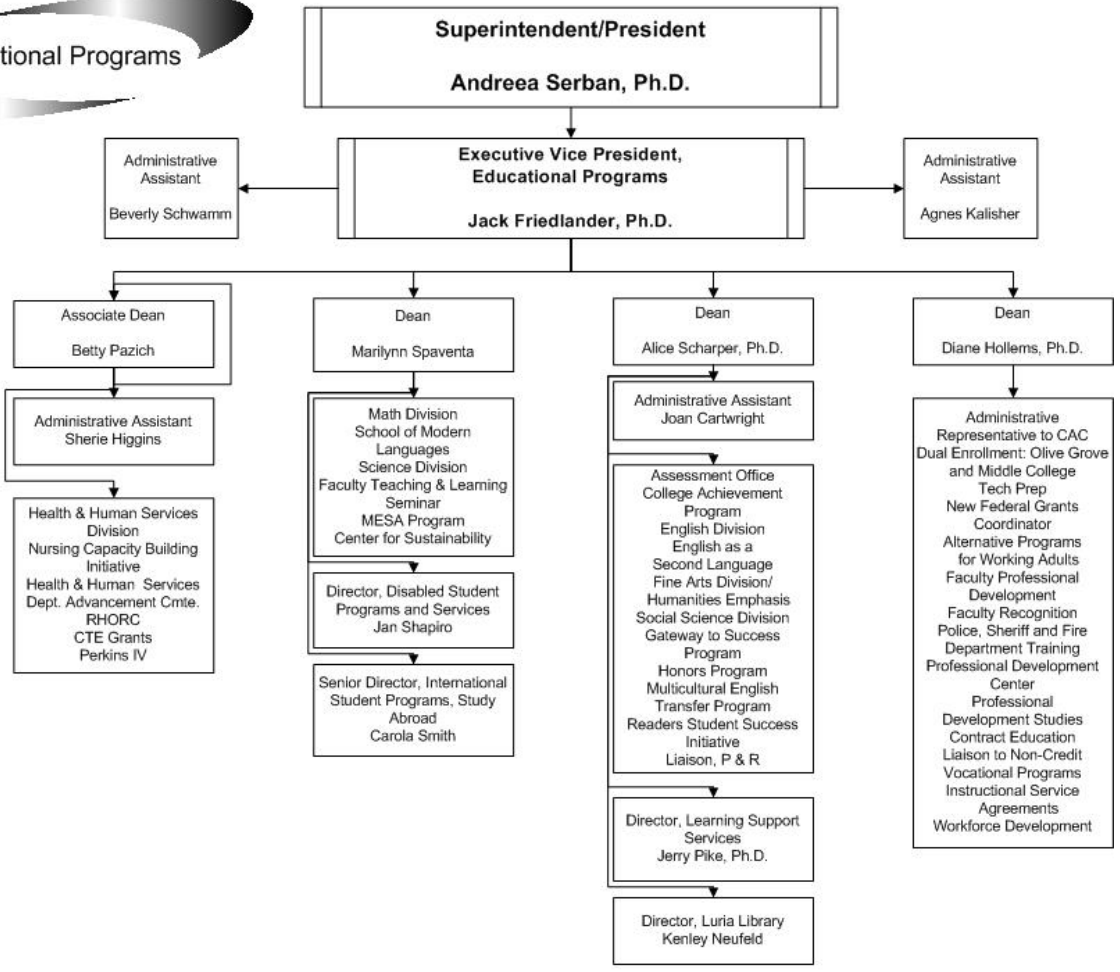 tional Programs
Superintendent/President
Andreea Serban, Ph.D.
Administrative
Assistant
Beverly Schwamm
Executive Vice President,
Educational Programs
Jack Friedlander, Ph.D.
Administrative
Assistant
Agnes Kalisher
Associate Dean
Betty Pazich
Dean
Marilynn Spaventa
Dean
Alice Scharper, Ph.D.
Dean
Diane Hollems, Ph.D.
Administrative Assistant
Sherie Higgins
Health & Human Services
Division
Nursing Capacity Building
Initiative
Health & Human Services
Dept. Advancement Cmte.
RHORC
CTE Grants
Perkins IV
Math Division
School of Modern
Languages
Science Division
Faculty Teaching & Learning
Seminar
MESA Program
Center for Sustainability
Director, Disabled Student
Programs and Services
Jan Shapiro
Senior Director, International
Student Programs, Study
Abroad
Carola Smith
Administrative Assistant
Joan Cartwright
Assessment Office
College Achievement
Program
English Division
English as a
Second Language
Fine Arts Division/
Humanities Emphasis
Social Science Division
Gateway to Success
Program
Honors Program
Multicultural English
Transfer Program
Readers Student Success
Initiative
Liaison, P & R
Director, Learning Support
Services
Jerry Pike, Ph.D.
Director, Luria Library
Kenley Neufeld
Administrative
Representative to CAC
Dual Enrollment: Olive Grove
and Middle College
Tech Prep
New Federal Grants
Coordinator
Alternative Programs
for Working Adults
Faculty Professional
Development
Faculty Recognition
Police, Sheriff and Fire
Department Training
Professional Development
Center
Professional
Development Studies
Contract Education
Liaison to Non-Credit
Vocational Programs
Instructional Service
Agreements
Workforce Development